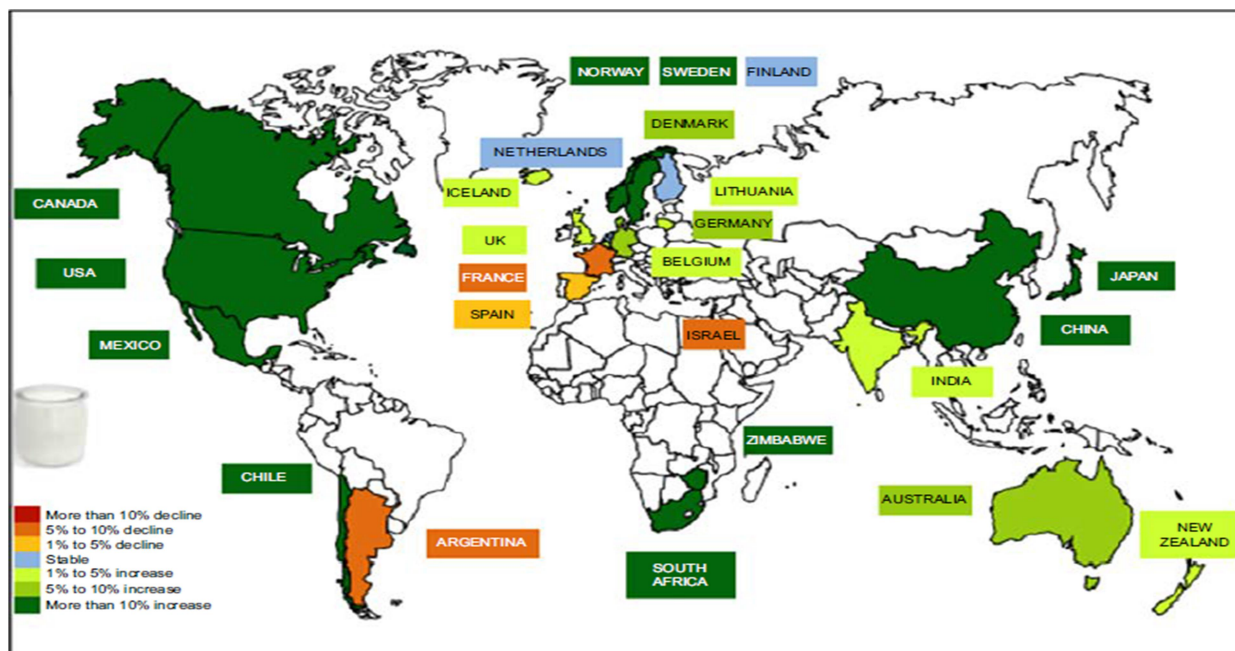 NORWAY
SWEDEN
FINLAND
DENMARK
NETHERLANDS
ICELAND
LITHUANIA
CANADA
GERMANY
UK
BELGIUM
USA
FRANCE
JAPAN
SPAIN
ISRAEL
CHINA
MEXICO
INDIA
ZIMBABWE
CHILE
AUSTRALIA
NEW
ZEALAND
ARGENTINA
SOUTH
AFRICA
More than 10% decline
5% to 10% decline
1% to 5% decline
Stable
1% to 5% increase
5% to 10% increase
More than 10% increase